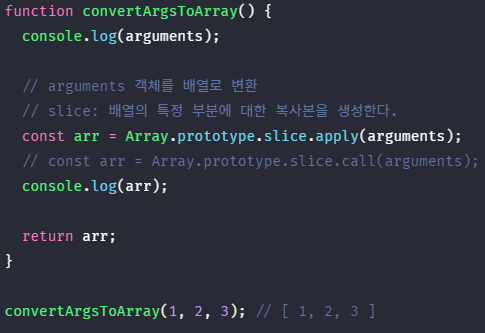 function convertArgsToArray() {
  console.log(arguments);

  // arguments 객체를 배열로 변환
  // slice: 배열의 특정 부분에 대한 복사본을 생성한다.
  const arr = Array.prototype.slice.apply(arguments);
  // const arr = Array.prototype.slice.call(arguments);
  console.log(arr);

  return arr;
}

convertArgsToArray(1, 2, 3); // [ 1, 2, 3 ]